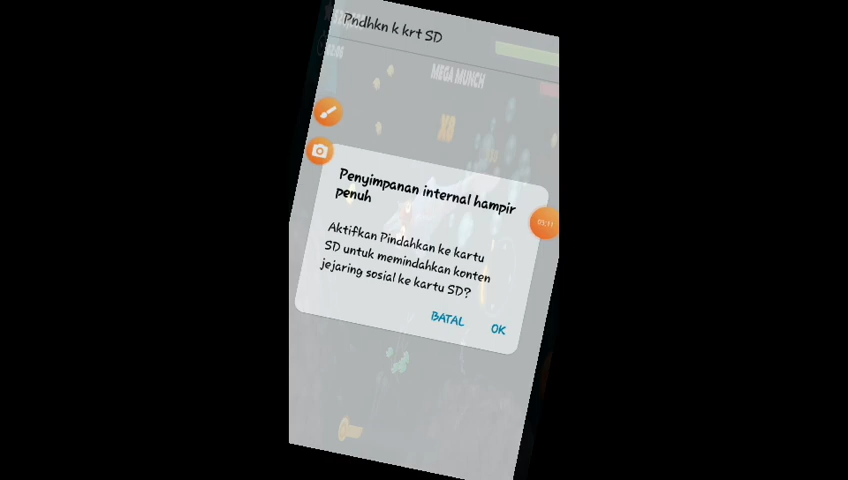 Pndhkn k krt SD
MEGA MUNCH
Penyimpanan internal hampir
penuh
Aktifkan Pindahkan ke kartu
SD untuk memindahkan konten
jejaring sosial ke kartu SD?
BATAL OK